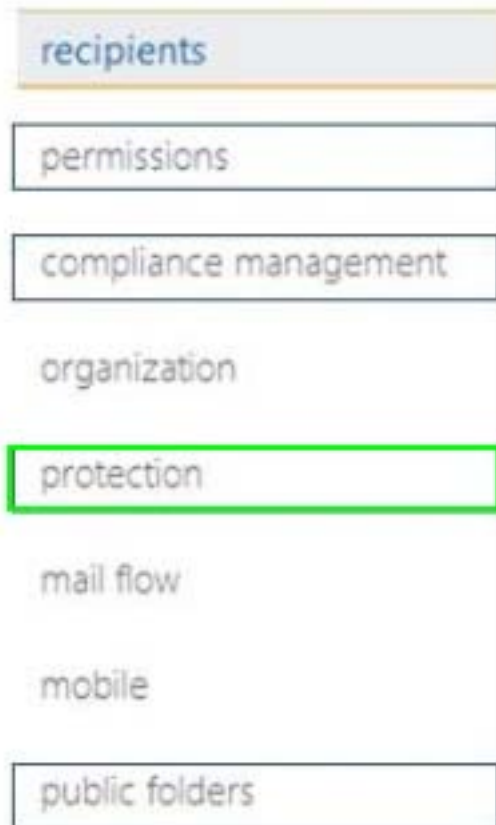 recipients
permissions
compliance management
organization
protection
mail flow
mobile
public folders